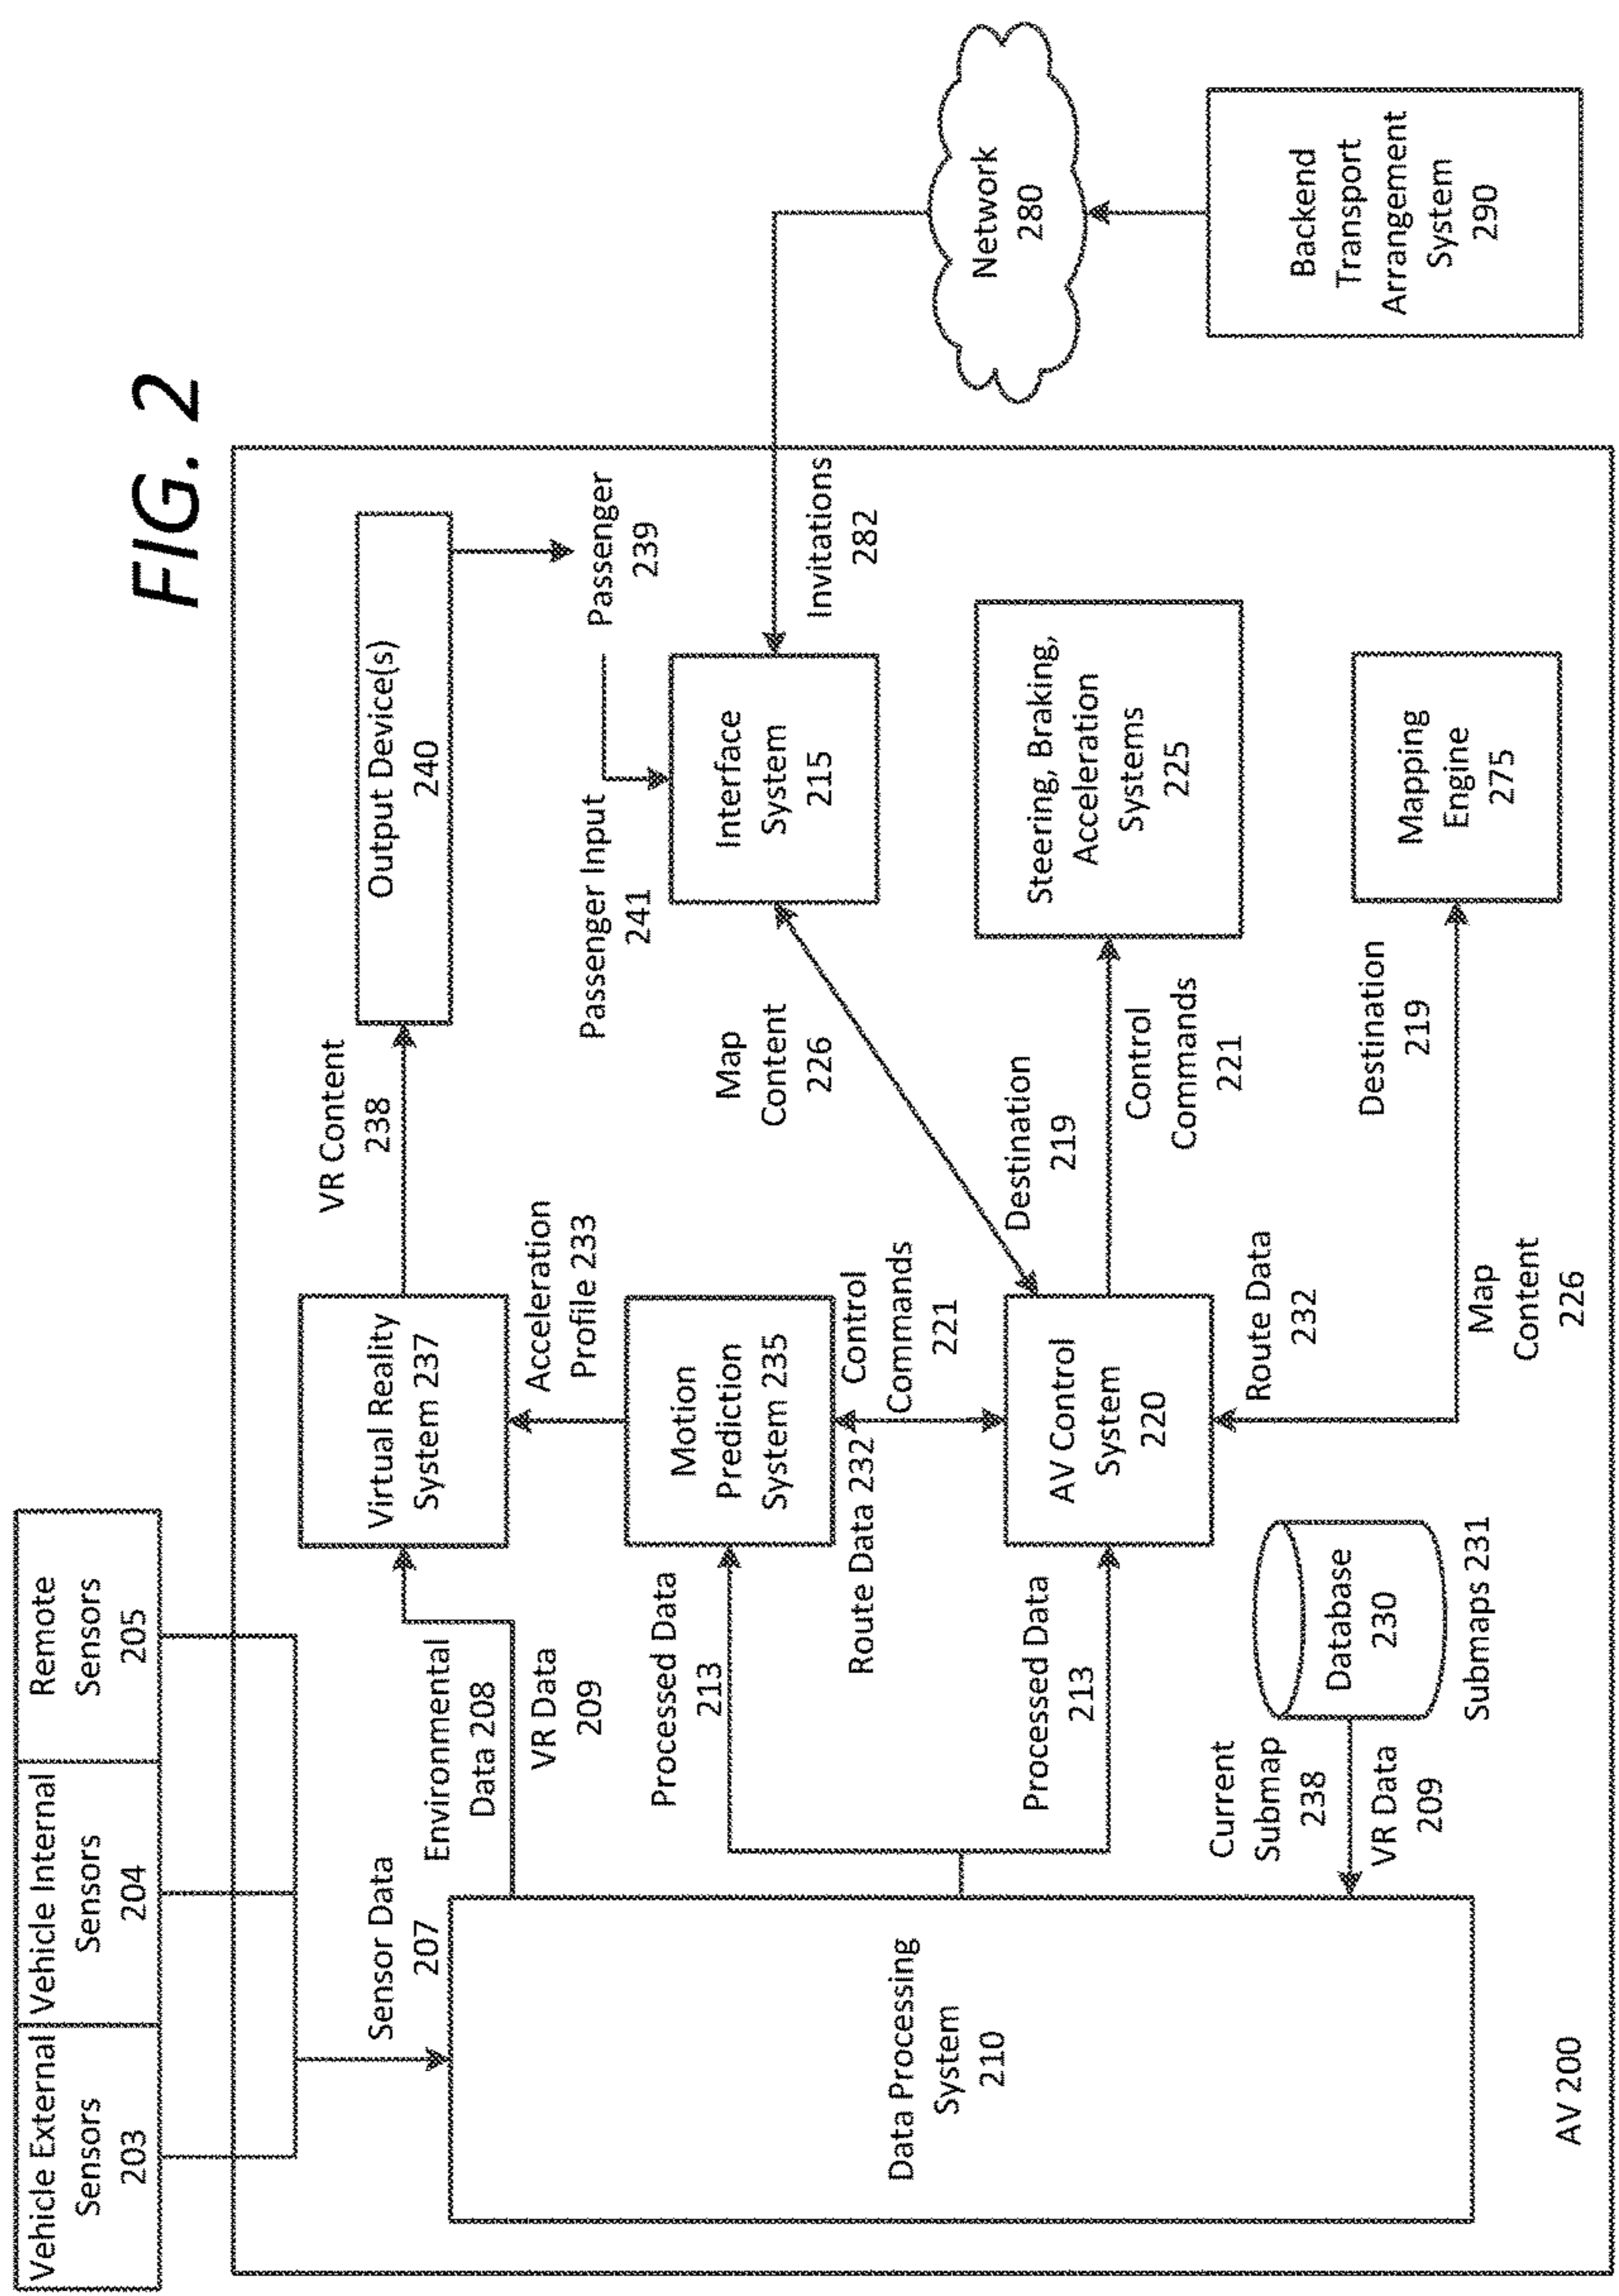 FIG. 2
Vehicle External
Sensors
203
Vehicle Internal
Sensors
204
Remote
Sensors
205
Sensor Data
207
Environmental
Data 208
VR Data
209
Virtual Reality
System 237
VR Content
238
Output Device(s)
240
Passenger
239
Passenger Input
241
Acceleration
Profile 233
Motion
Prediction
System 235
Processed Data
213
Route Data 232
Control
Commands
221
Interface
System
215
Invitations
282
Network
280
Backend
Transport
Arrangement
System
290
Map
Content
226
Destination
219
Data Processing
System
210
Processed Data
213
AV Control
System
220
Control
Commands
221
Steering, Braking,
Acceleration
Systems
225
Current
Submap
238
VR Data
209
Database
230
Submaps 231
Route Data
232
Map
Content
226
Destination
219
Mapping
Engine
275
AV 200